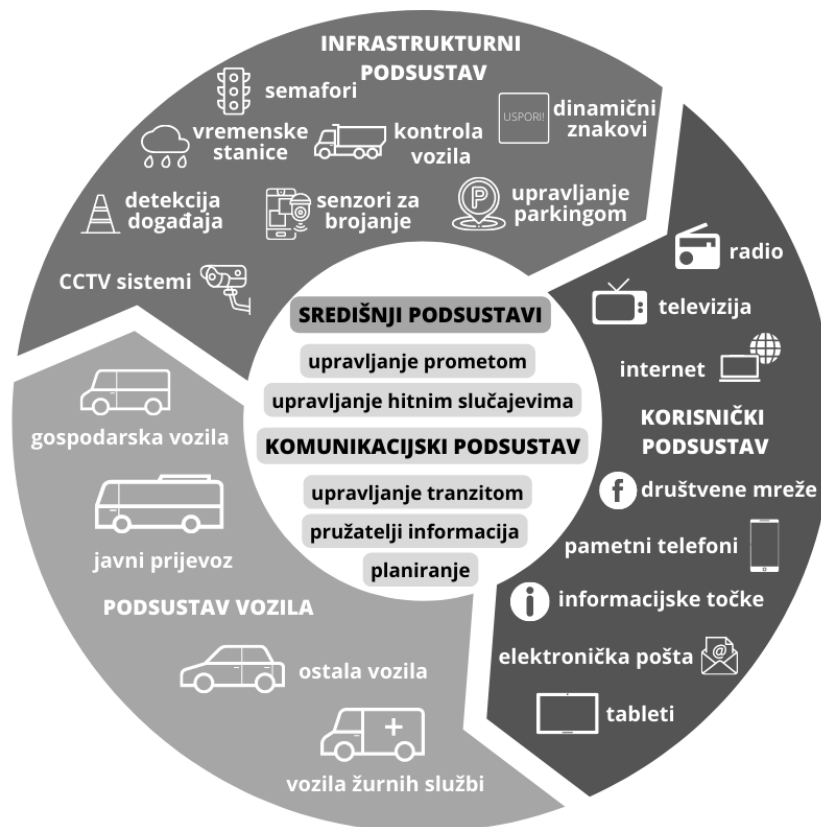 INFRASTRUKTURNI
PODSUSTAV
semafori
vremenske
stanice
kontrola
vozila
USPORI!
dinamični
znakovi
detekcija
događaja
senzori za
brojanje
P
upravljanje
parkingom
CCTV sistemi
radio
televizija
internet
KORISNIČKI
PODSUSTAV
f društvene mreže
pametni telefoni
i informacijske točke
elektronička pošta @
tableti
SREDIŠNJI PODSUSTAVI
upravljanje prometom
upravljanje hitnim slučajevima
KOMUNIKACIJSKI PODSUSTAV
upravljanje tranzitom
pružatelji informacija
planiranje
gospodarska vozila
javni prijevoz
PODSUSTAV VOZILA
ostala vozila
vozila žurnih službi